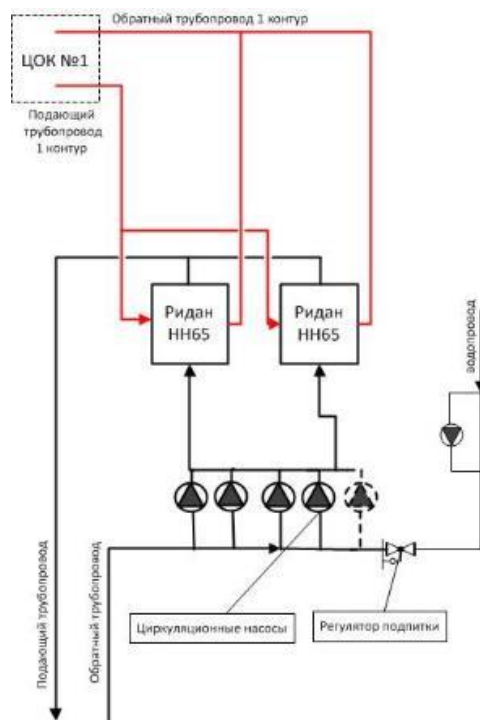 Обратный трубопровод 1 контур
ЦОК №1
Подающий
трубопровод
1 контур
Ридан
НН65
Ридан
НН65
водопровод
Подающий трубопровод
Обратный трубопровод
Циркуляционные насосы
Регулятор подпитки